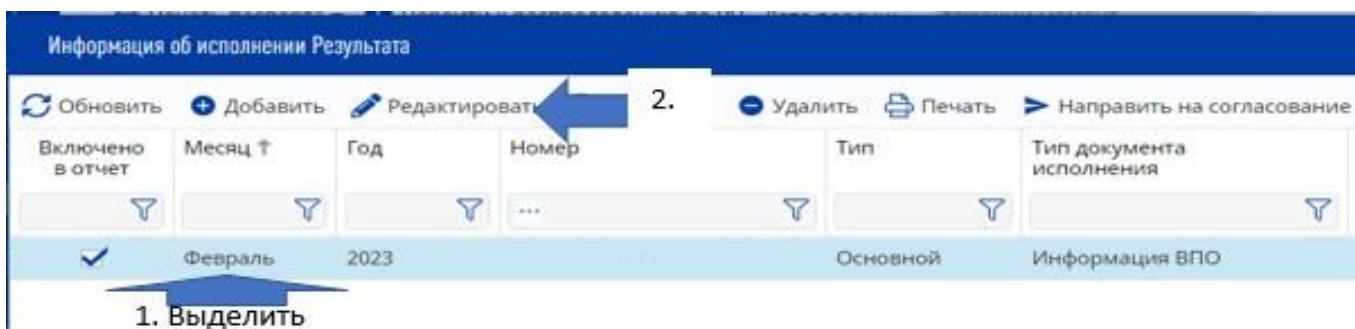 Информация об исполнении Результата
Обновить Добавить Редактировать 2. Удалить Печать Направить на согласование
Включено в отчет Месяц ↑ Год Номер Тип Тип документа исполнения
...
Февраль 2023 Основной Информация ВПО
1. Выделить